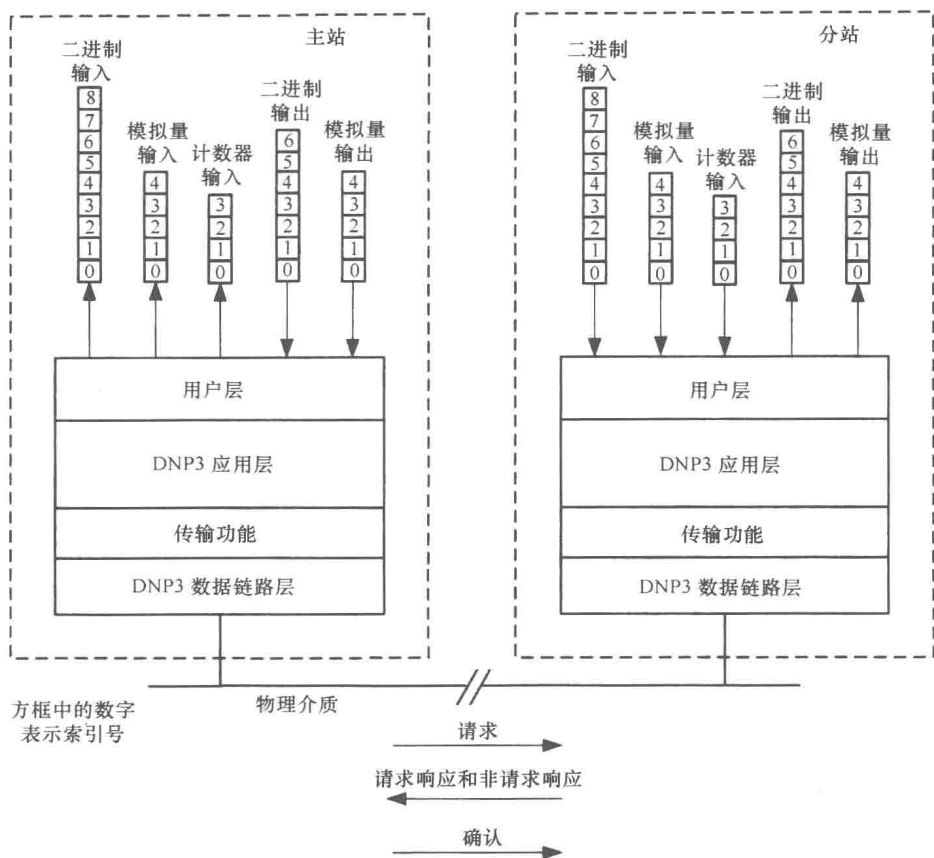 主站
二进制
输入
8
7
6
5
4
3
2
1
0
模拟量
输入
4
3
2
1
0
计数器
输入
3
2
1
0
二进制
输出
6
5
4
3
2
1
0
模拟量
输出
4
3
2
1
0
用户层
DNP3 应用层
传输功能
DNP3 数据链路层
分站
二进制
输入
8
7
6
5
4
3
2
1
0
模拟量
输入
4
3
2
1
0
计数器
输入
3
2
1
0
二进制
输出
6
5
4
3
2
1
0
模拟量
输出
4
3
2
1
0
用户层
DNP3 应用层
传输功能
DNP3 数据链路层
方框中的数字
表示索引号
物理介质
请求
请求响应和非请求响应
确认